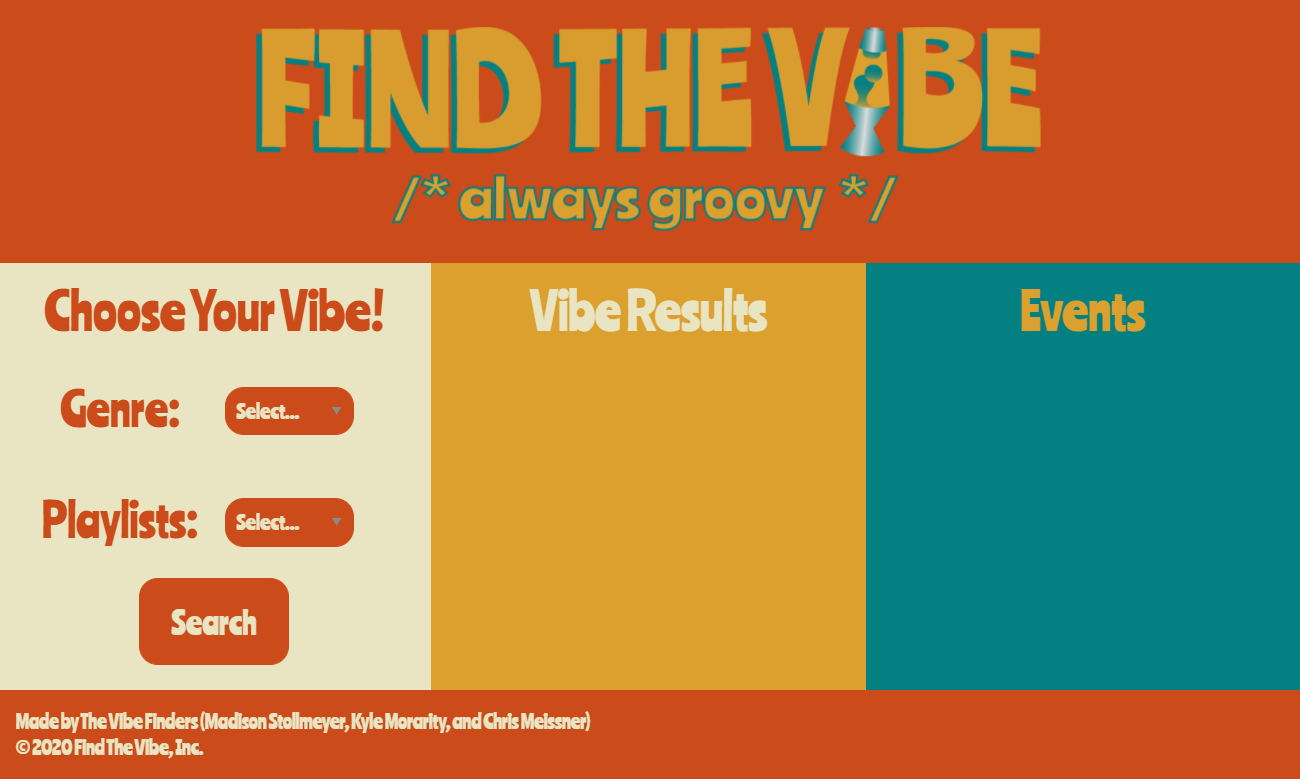 FIND THE VIBE
/* always groovy */
Choose Your Vibe!
Genre:
Select...
Playlists:
Select...
Search
Vibe Results
Events
Made by The Vibe Finders (Madison Stollmeyer, Kyle Morarity, and Chris Meissner)
© 2020 Find The Vibe, Inc.